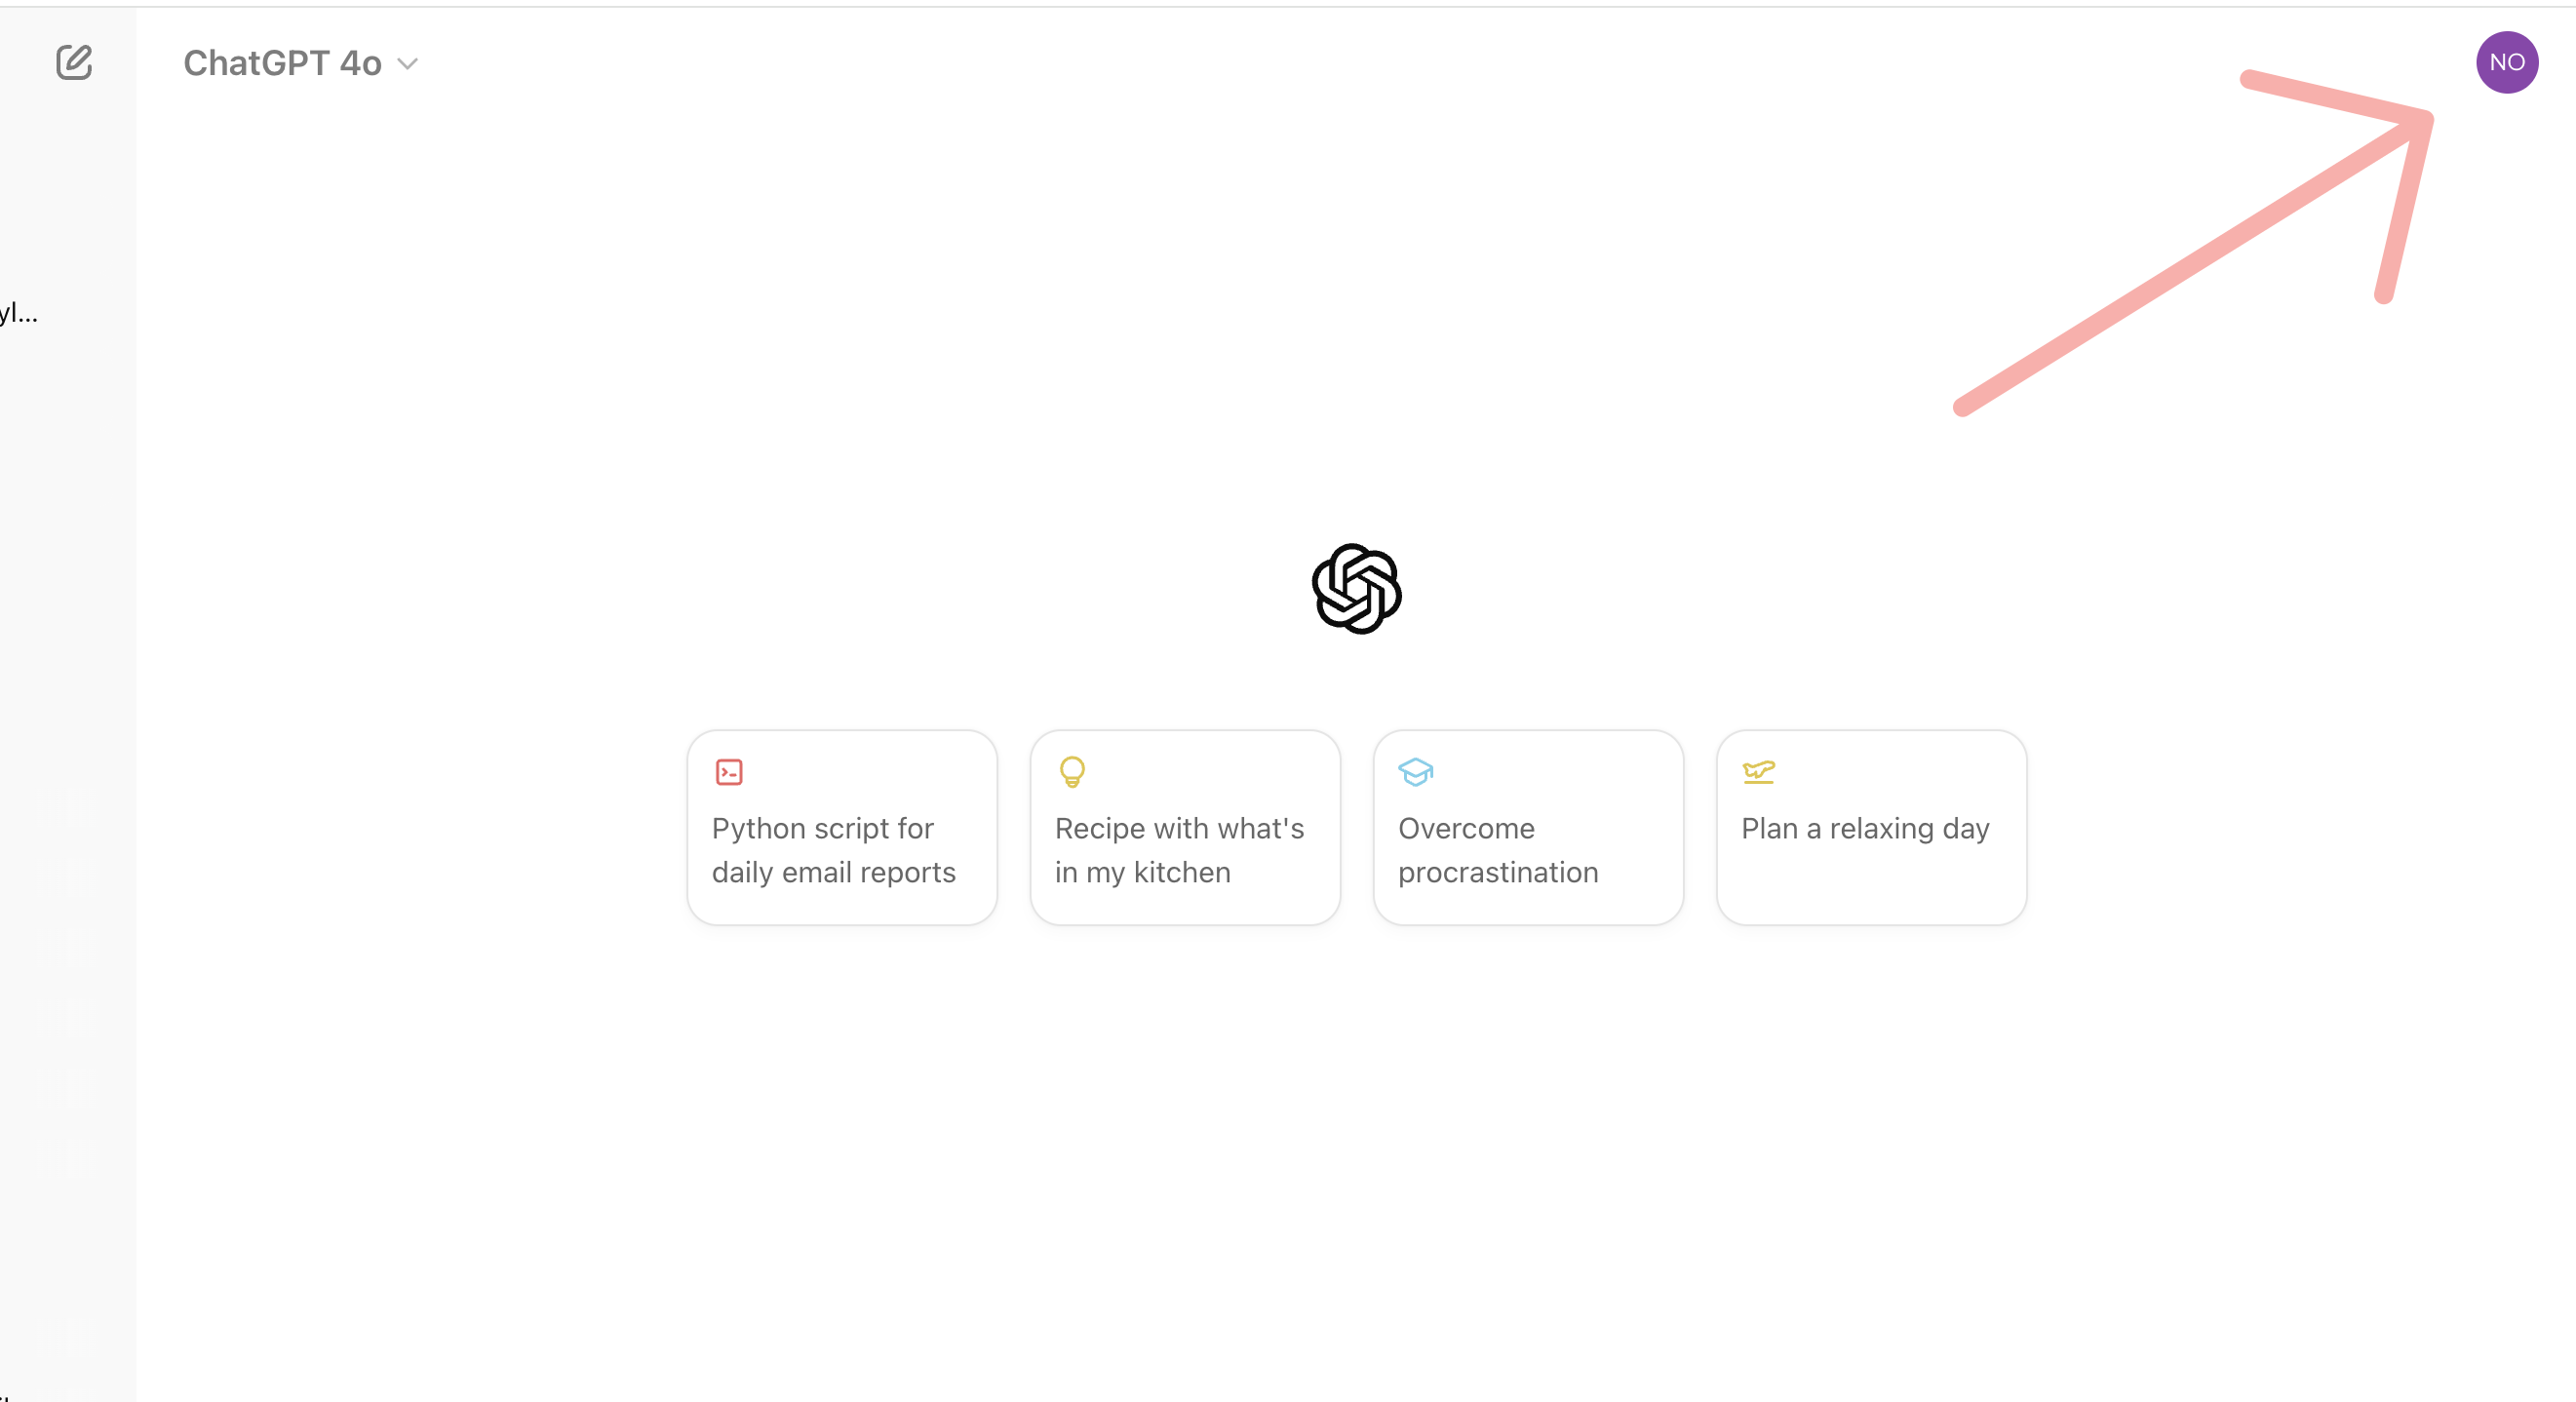 ChatGPT 4o
NO
yl...
Python script for
daily email reports
Recipe with what's
in my kitchen
Overcome
procrastination
Plan a relaxing day